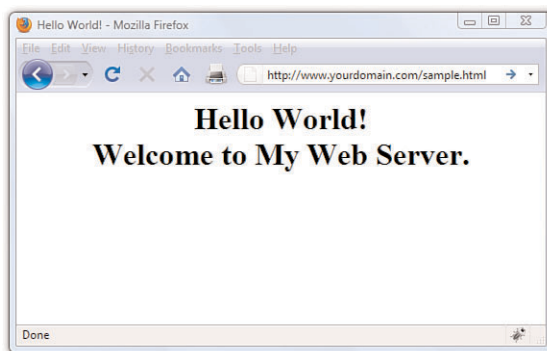 Hello World! - Mozilla Firefox
File Edit View History Bookmarks Tools Help
http://www.yourdomain.com/sample.html
Hello World!
Welcome to My Web Server.
Done